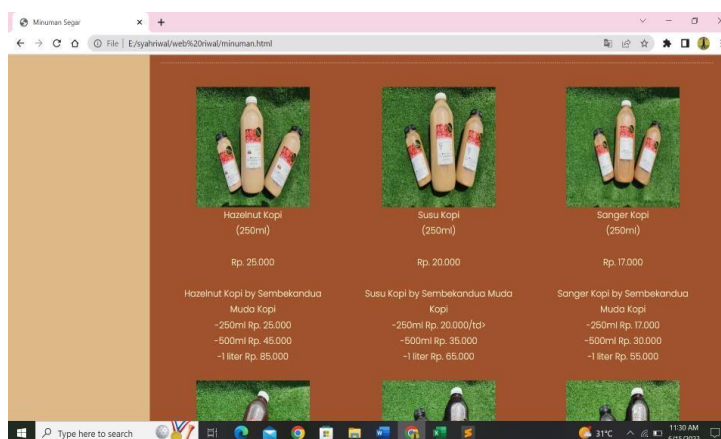 Minuman Segar
File | E:/syahriwal/web%20riwal/minuman.html
Hazelnut Kopi
(250ml)
Rp. 25.000
Hazelnut Kopi by Sembekandua
Muda Kopi
-250ml Rp. 25.000
-500ml Rp. 45.000
-1 liter Rp. 85.000
Susu Kopi
(250ml)
Rp. 20.000
Susu Kopi by Sembekandua Muda
Kopi
-250ml Rp. 20.000/td>
-500ml Rp. 35.000
-1 liter Rp. 65.000
Sanger Kopi
(250ml)
Rp. 17.000
Sanger Kopi by Sembekandua
Muda Kopi
-250ml Rp. 17.000
-500ml Rp. 30.000
-1 liter Rp. 55.000
Type here to search
31°C
11:30 AM
6/15/2023